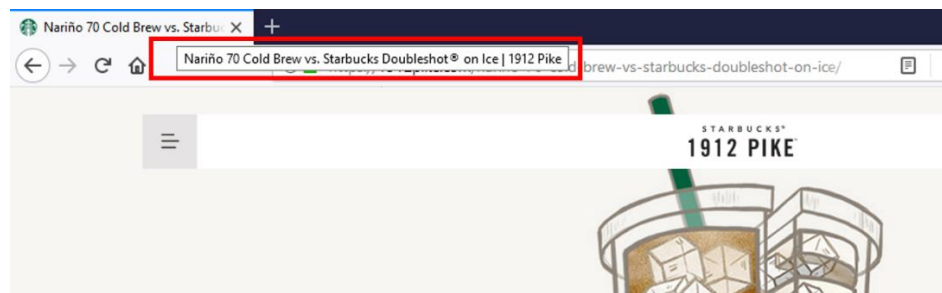 Nariño 70 Cold Brew vs. Starbuc
Nariño 70 Cold Brew vs. Starbucks Doubleshot® on Ice | 1912 Pike
brew-vs-starbucks-doubleshot-on-ice/
STARBUCKS®
1912 PIKE